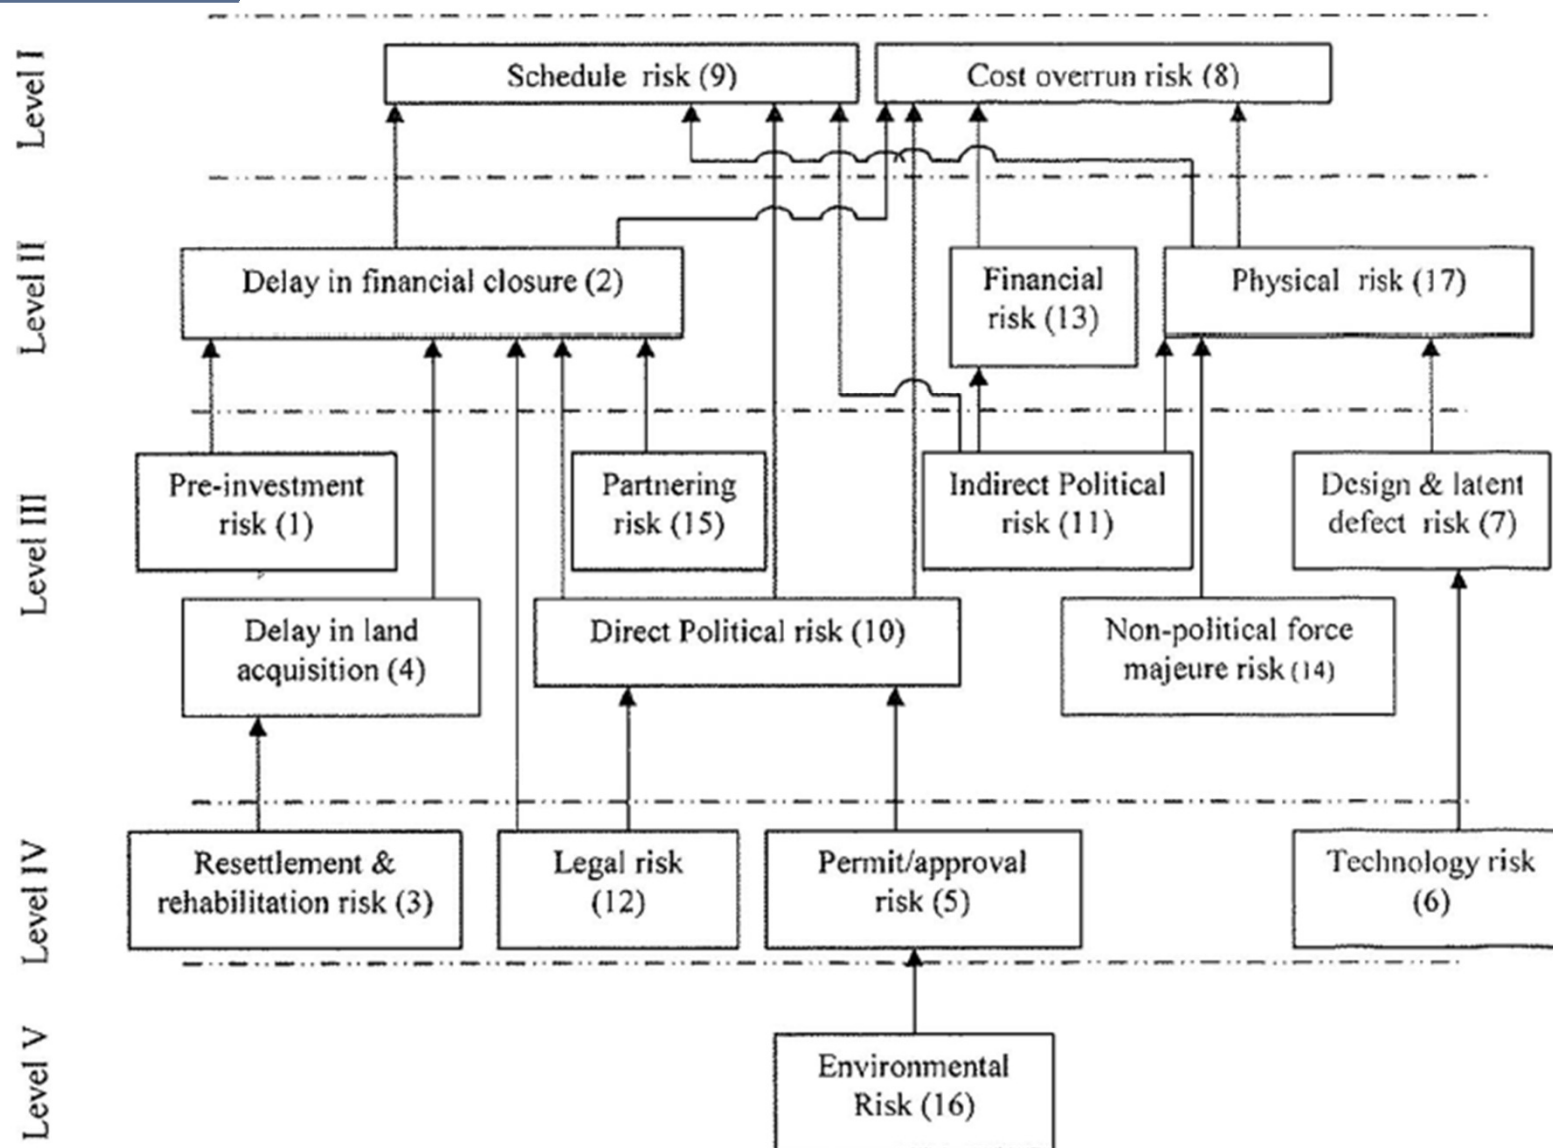 Level I
Schedule risk (9)
Cost overrun risk (8)
Level II
Delay in financial closure (2)
Financial
risk (13)
Physical risk (17)
Level III
Pre-investment
risk (1)
Partnering
risk (15)
Indirect Political
risk (11)
Design & latent
defect risk (7)
Delay in land
acquisition (4)
Direct Political risk (10)
Non-political force
majeure risk (14)
Level IV
Resettlement &
rehabilitation risk (3)
Legal risk
(12)
Permit/approval
risk (5)
Technology risk
(6)
Level V
Environmental
Risk (16)